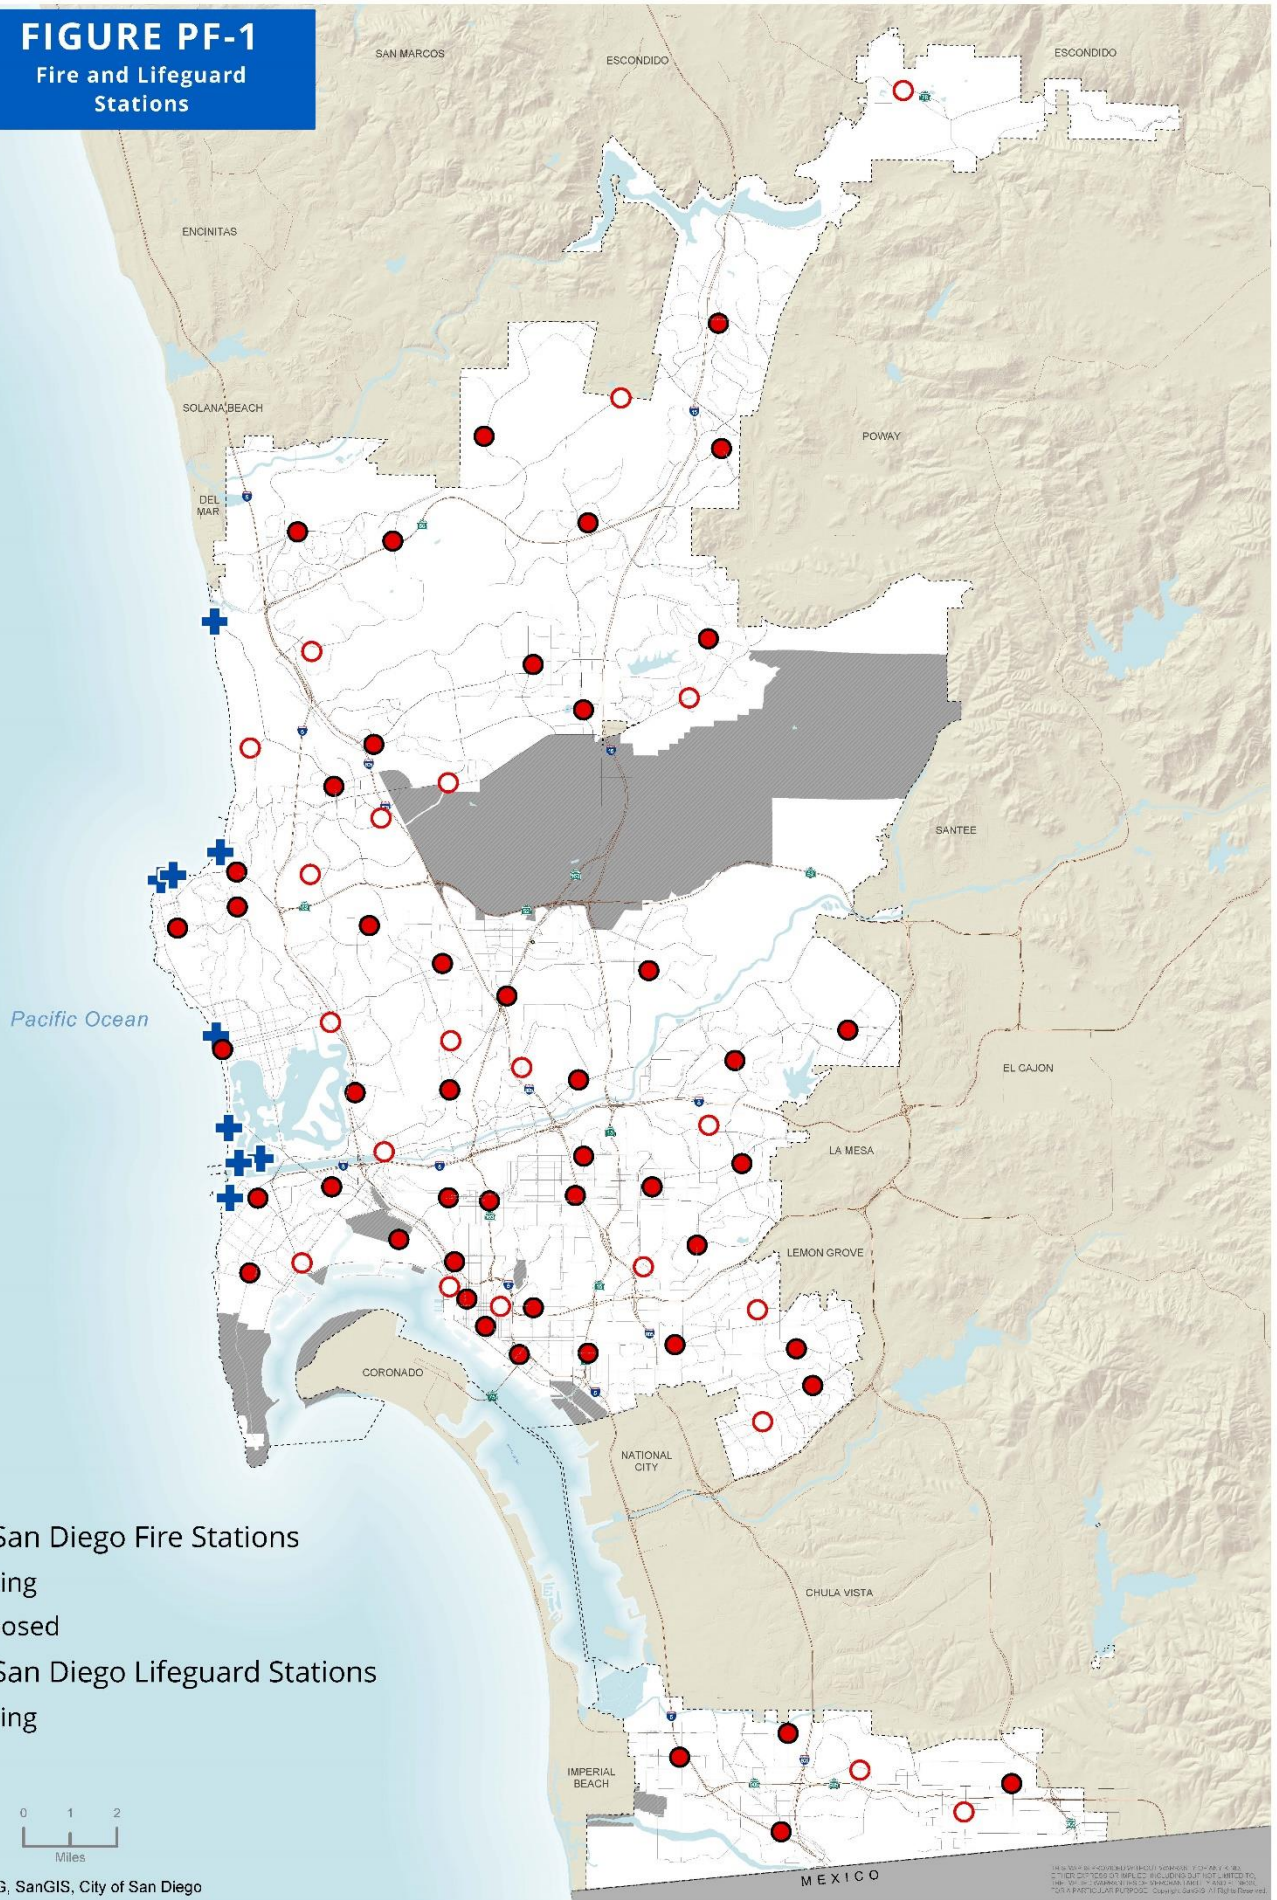 FIGURE PF-1
Fire and Lifeguard
Stations
SAN MARCOS
ESCONDIDO
ESCONDIDO
ENCINITAS
SOLANA BEACH
POWAY
DEL
MAR
SANTEE
Pacific Ocean
EL CAJON
LA MESA
LEMON GROVE
CORONADO
NATIONAL
CITY
San Diego Fire Stations
ing
osed
San Diego Lifeguard Stations
ing
CHULA VISTA
IMPERIAL
BEACH
0 1 2
Miles
MEXICO
G, SanGIS, City of San Diego